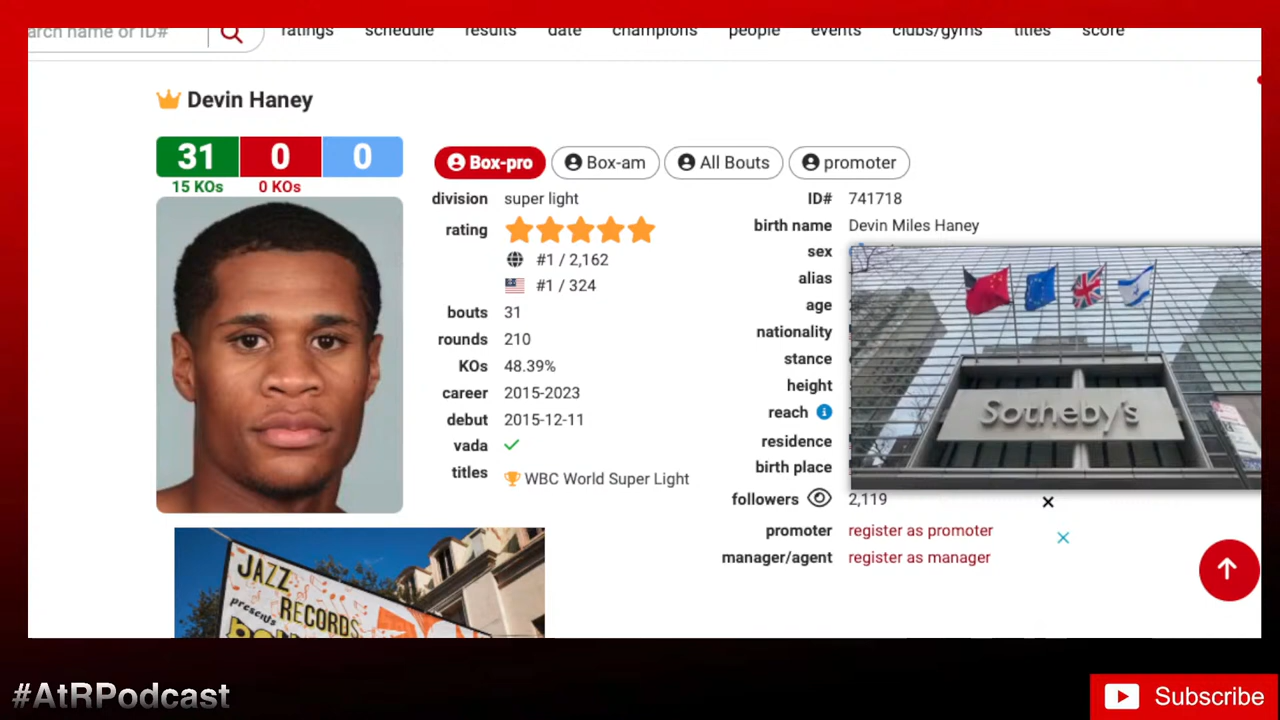 arch name or ID#
ratings schedule results date champions people events clubs/gyms titles score
Devin Haney
31 0 0
15 KOs 0 KOs
Box-pro Box-am All Bouts promoter
division super light
rating
#1 / 2,162
#1 / 324
bouts 31
rounds 210
KOs 48.39%
career 2015-2023
debut 2015-12-11
vada
titles WBC World Super Light
ID# 741718
birth name Devin Miles Haney
sex
alias
age
nationality
stance
height
reach
residence
birth place
followers 2,119
promoter register as promoter
manager/agent register as manager
Sotheby's
JAZZ
RECORDS
presents
#AtRPodcast
Subscribe